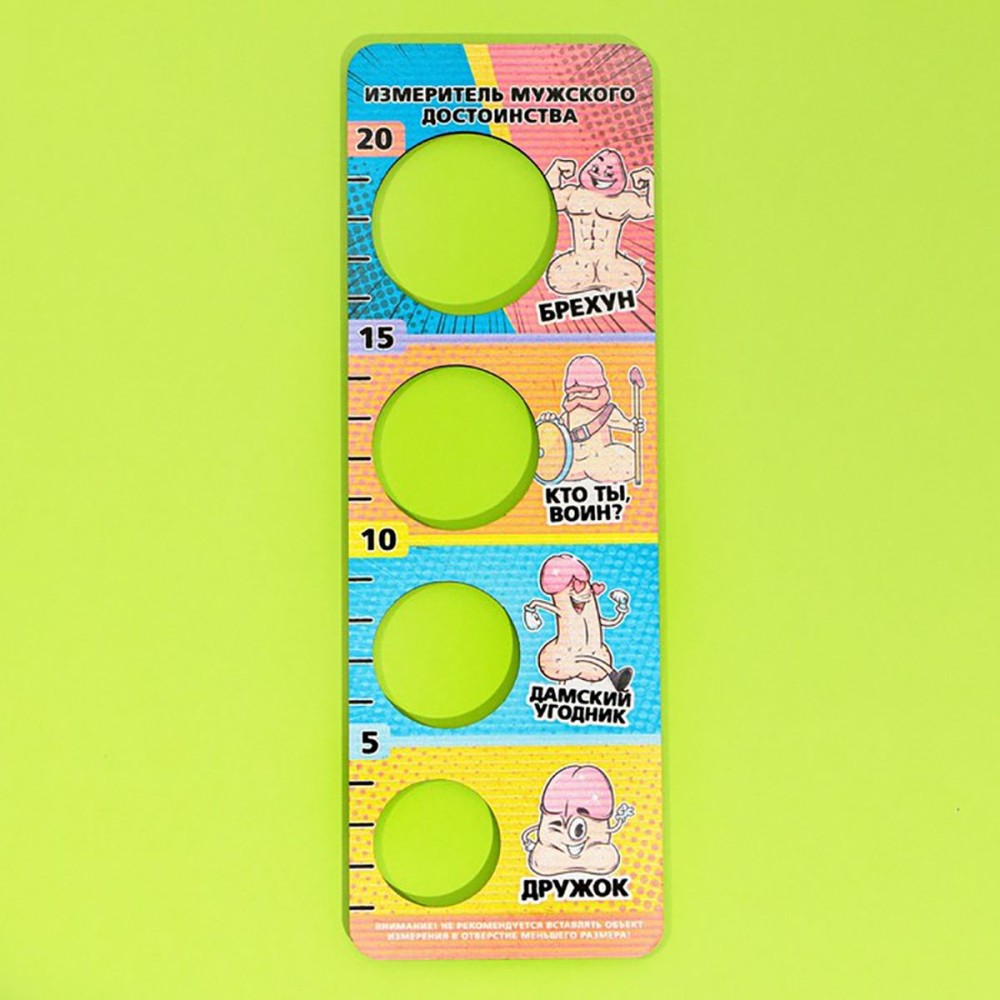 ИЗМЕРИТЕЛЬ МУЖСКОГО
ДОСТОИНСТВА
20
БРЕХУН
15
КТО ТЫ,
ВОИН?
10
ДАМСКИЙ
УГОДНИК
5
ДРУЖОК
ВНИМАНИЕ! НЕ РЕКОМЕНДУЕТСЯ ВСТАВЛЯТЬ ОБЪЕКТ
ИЗМЕРЕНИЯ В ОТВЕРСТИЕ МЕНЬШЕГО РАЗМЕРА!